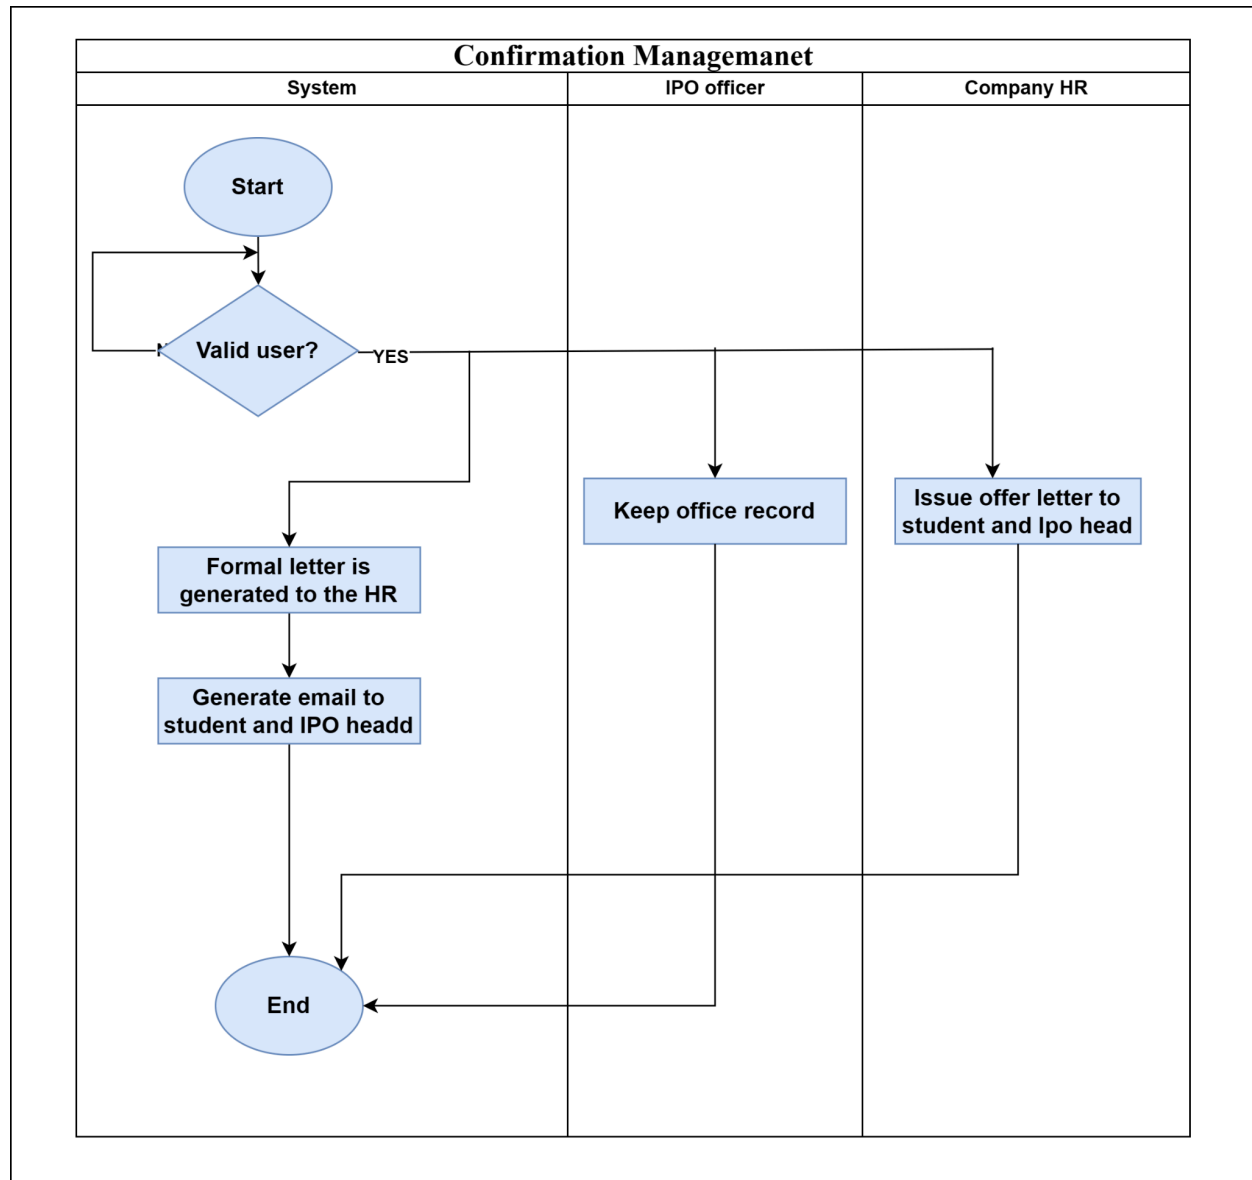 Confirmation Managemanet
System
IPO officer
Company HR
Start
Valid user?
YES
Keep office record
Issue offer letter to
student and Ipo head
Formal letter is
generated to the HR
Generate email to
student and IPO headd
End